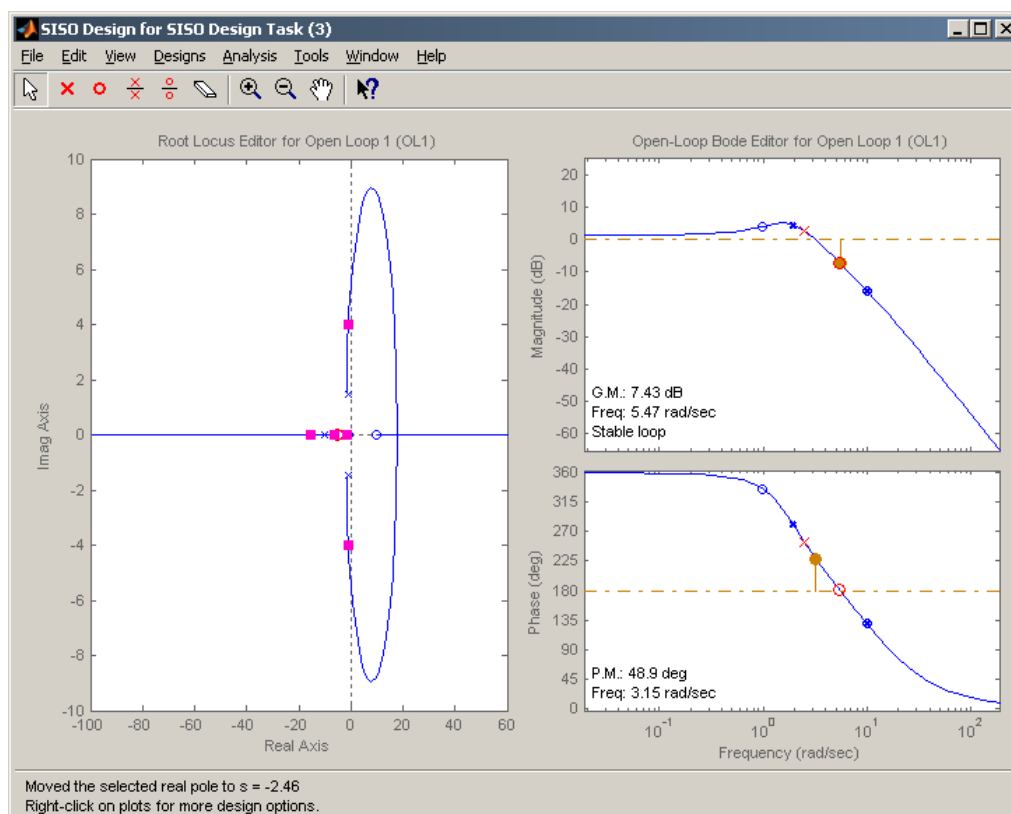 SISO Design for SISO Design Task (3)
File Edit View Designs Analysis Tools Window Help
Root Locus Editor for Open Loop 1 (OL1)
10
8
6
4
2
0
-2
-4
-6
-8
-10
Imag Axis
-100 -80 -60 -40 -20 0 20 40 60
Real Axis
Open-Loop Bode Editor for Open Loop 1 (OL1)
20
10
0
-10
-20
-30
-40
-50
-60
Magnitude (dB)
G.M.: 7.43 dB
Freq: 5.47 rad/sec
Stable loop
360
315
270
225
180
135
90
45
0
Phase (deg)
P.M.: 48.9 deg
Freq: 3.15 rad/sec
10⁻¹ 10⁰ 10¹ 10²
Frequency (rad/sec)
Moved the selected real pole to s = -2.46
Right-click on plots for more design options.